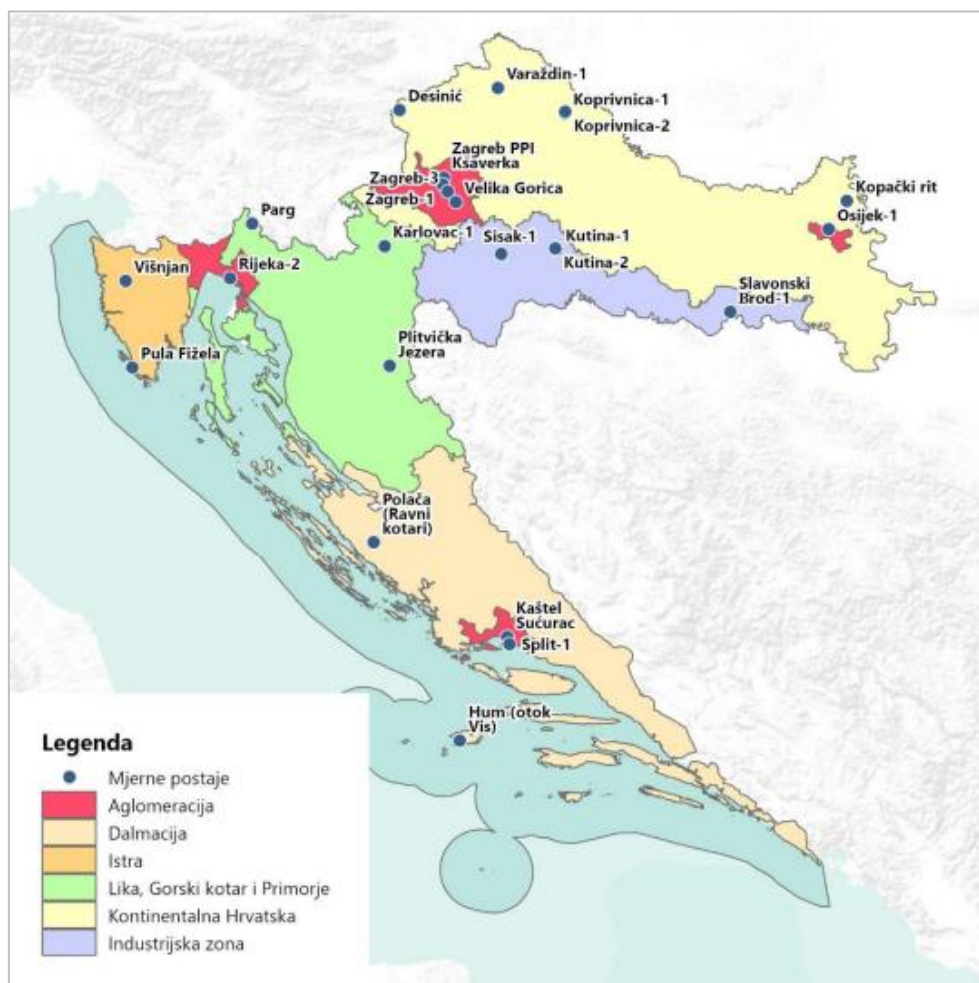 Varaždin-1
Desinić
Koprivnica-1
Koprivnica-2
Zagreb PPI
Ksaverka
Zagreb-3
Velika Gorica
Zagreb-1
Kopački rit
Osijek-1
Parg
Karlovac-1
Sisak-1
Kutina-1
Kutina-2
Višnjan
Rijeka-2
Slavonski
Brod-1
Plitvička
Jezera
Pula Fižela
Polača
(Ravni
kotari)
Kaštel
Sućurac
Split-1
Hum (otok
Vis)
Legenda
Mjerne postaje
Aglomeracija
Dalmacija
Istra
Lika, Gorski kotar i Primorje
Kontinentalna Hrvatska
Industrijska zona